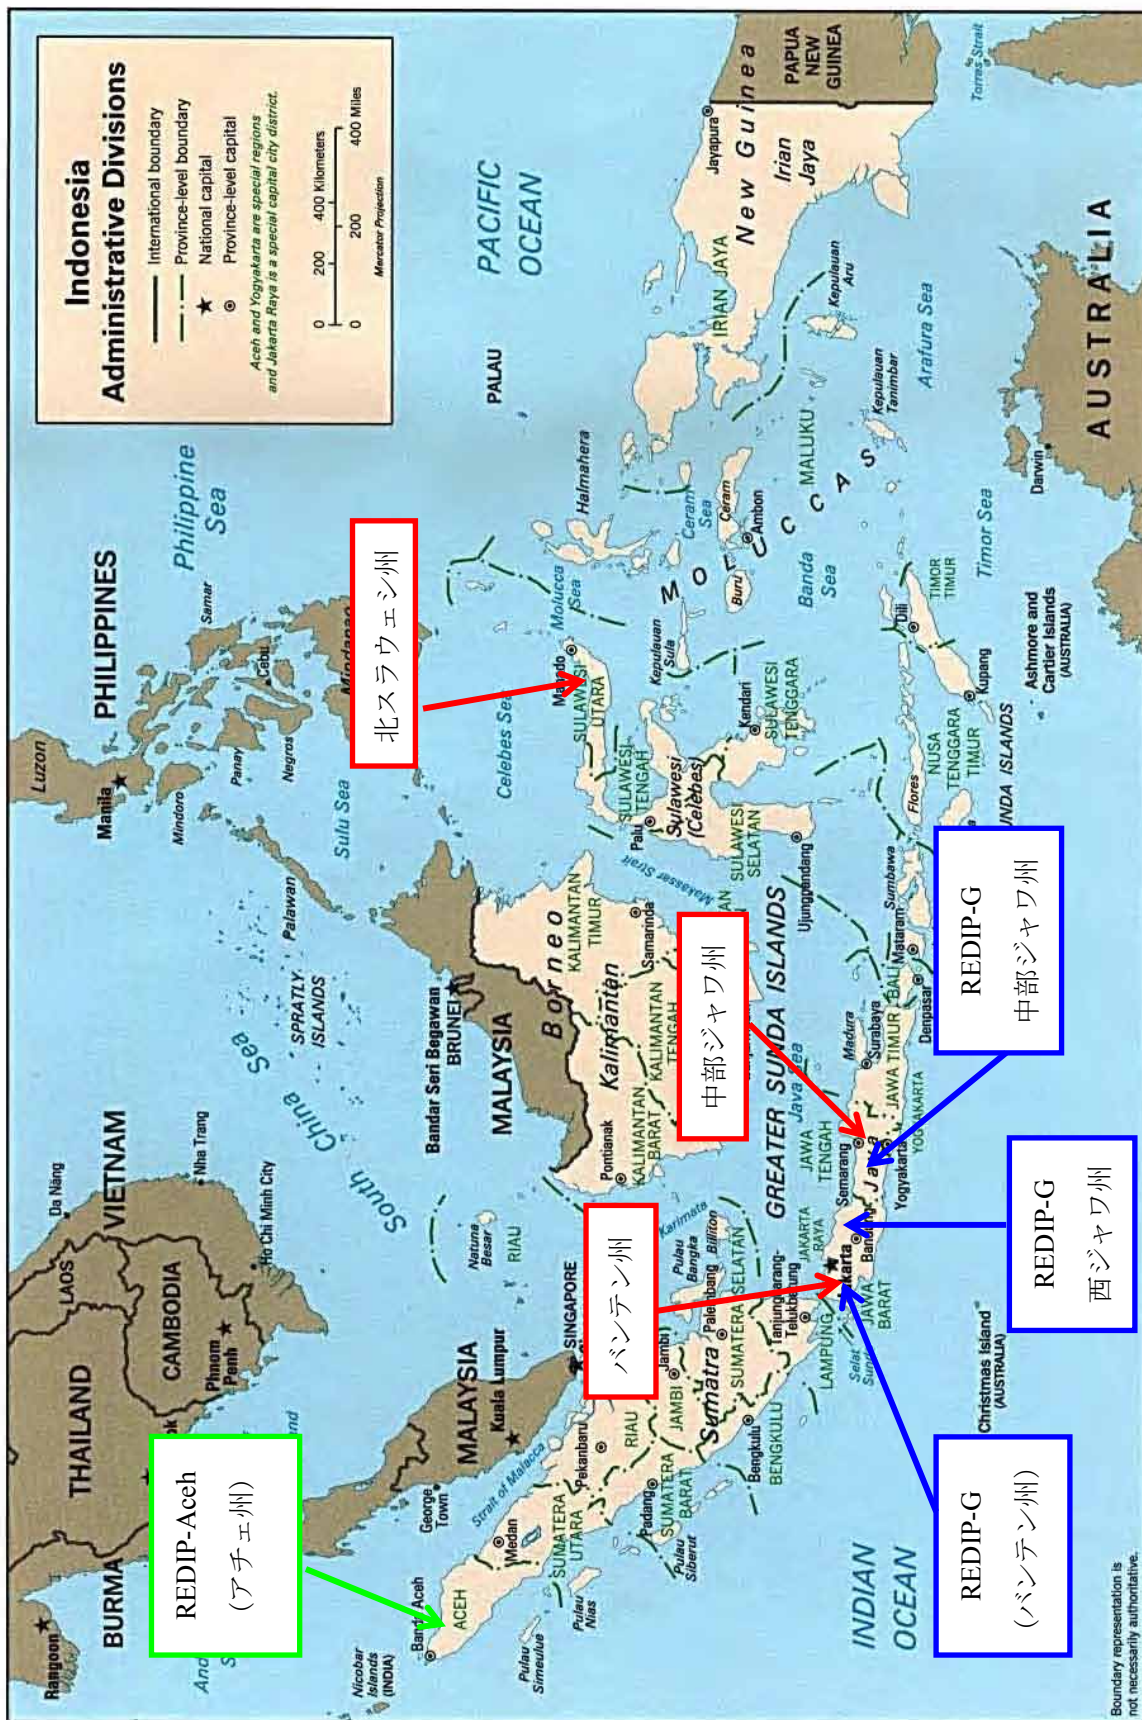 Indonesia
Administrative Divisions
International boundary
Province-level boundary
National capital
Province-level capital
Aceh and Yogyakarta are special regions
and Jakarta Raya is a special capital city district.
0 200 400 Kilometers
0 200 400 Miles
Mercator Projection
BURMA
Rangoon
THAILAND
LAOS
VIETNAM
Da Nāng
CAMBODIA
Phnom
Penh
Nha Trang
Ho Chi Minh City
South China Sea
SPRATLY
ISLANDS
PHILIPPINES
Luzon
Manila
Mindoro
Panay
Negros
Cebu
Samar
Palawan
Sulu Sea
Philippine
Sea
PALAU
PACIFIC
OCEAN
REDIP-Aceh
(アチェ州)
北スラウェシ州
Nicobar
Islands
(INDIA)
Banda Aceh
ACEH
George
Town
Strait of Malacca
MALAYSIA
Kuala Lumpur
SINGAPORE
Medan
SUMATERA
UTARA
Pulau
Simeulue
Pulau
Nias
Pekanbaru
RIAU
Natuna
Besar
RIAU
Bandar Seri Begawan
BRUNEI
MALAYSIA
Borneo
Celebes Sea
Manado
SULAWESI
UTARA
Molucca
Sea
Halmahera
Padang
SUMATERA
BARAT
Pulau
Siberut
Sumatra
Jambi
JAMBI
バンテン州
Pulau
Bangka
Billiton
Karimata
Palembang
SUMATERA SELATAN
Bengkulu
BENGKULU
Tanjungkarang-
Telukbetung
LAMPUNG
Pontianak
KALIMANTAN
BARAT
Kalimantan
KALIMANTAN
TENGAH
KALIMANTAN
TIMUR
Samarinda
Makassar Strait
Palu
SULAWESI
TENGAH
Sulawesi
(Celebes)
SULAWESI
SELATAN
Kendari
SULAWESI
TENGGARA
Ujungpandang
Kepulauan
Sula
MOLUCCAS
Buru
Ceram
Ceram
Sea
Ambon
Banda
Sea
MALUKU
IRIAN JAYA
Jayapura
New Guinea
Irian
Jaya
PAPUA
NEW
GUINEA
Kepulauan
Aru
Kepulauan
Tanimbar
Arafura Sea
Torres Strait
中部ジャワ州
GREATER SUNDA ISLANDS
Java Sea
JAKARTA
RAYA
JAWA
BARAT
Bandung
JAWA
TENGAH
Semarang
Java
Yogyakarta
YOGYAKARTA
JAWA TIMUR
Madura
Surabaya
BALI
Denpasar
Mataram
Sumbawa
Flores
NUSA
TENGGARA
TIMUR
Kupang
Dili
TIMOR
TIMUR
Timor Sea
Ashmore and
Cartier Islands
(AUSTRALIA)
Darwin
AUSTRALIA
INDIAN
OCEAN
Christmas Island
(AUSTRALIA)
REDIP-G
(バンテン州)
REDIP-G
西ジャワ州
REDIP-G
中部ジャワ州
Boundary representation is
not necessarily authoritative.